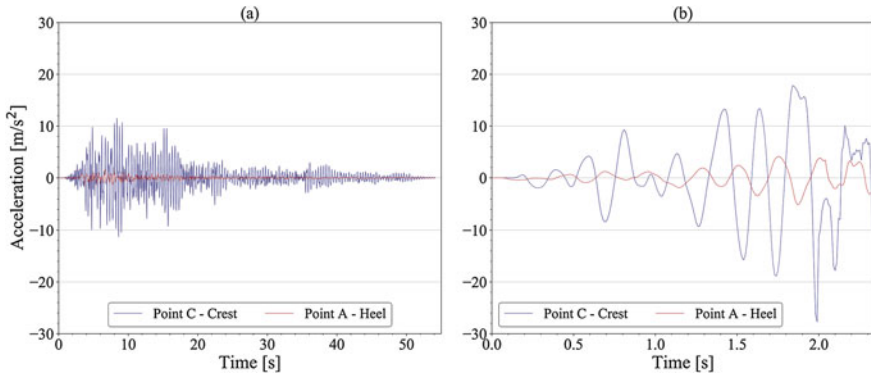 (a)
(b)
Acceleration [m/s²]
30
20
10
0
−10
−20
−30
Point C - Crest
Point A - Heel
0
10
20
30
40
50
Time [s]
30
20
10
0
−10
−20
−30
Point C - Crest
Point A - Heel
0.0
0.5
1.0
1.5
2.0
Time [s]